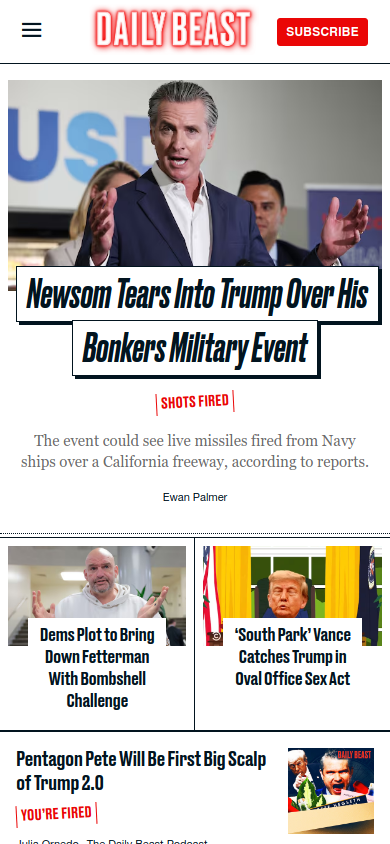 DAILY BEAST
SUBSCRIBE
USD
Newsom Tears Into Trump Over His
Bonkers Military Event
SHOTS FIRED
The event could see live missiles fired from Navy
ships over a California freeway, according to reports.
Ewan Palmer
Dems Plot to Bring
Down Fetterman
With Bombshell
Challenge
‘South Park’ Vance
Catches Trump in
Oval Office Sex Act
Pentagon Pete Will Be First Big Scalp
of Trump 2.0
DAILY BEAST
HEGSETH
YOU’RE FIRED
Julia Ornedo, The Daily Beast Podcast